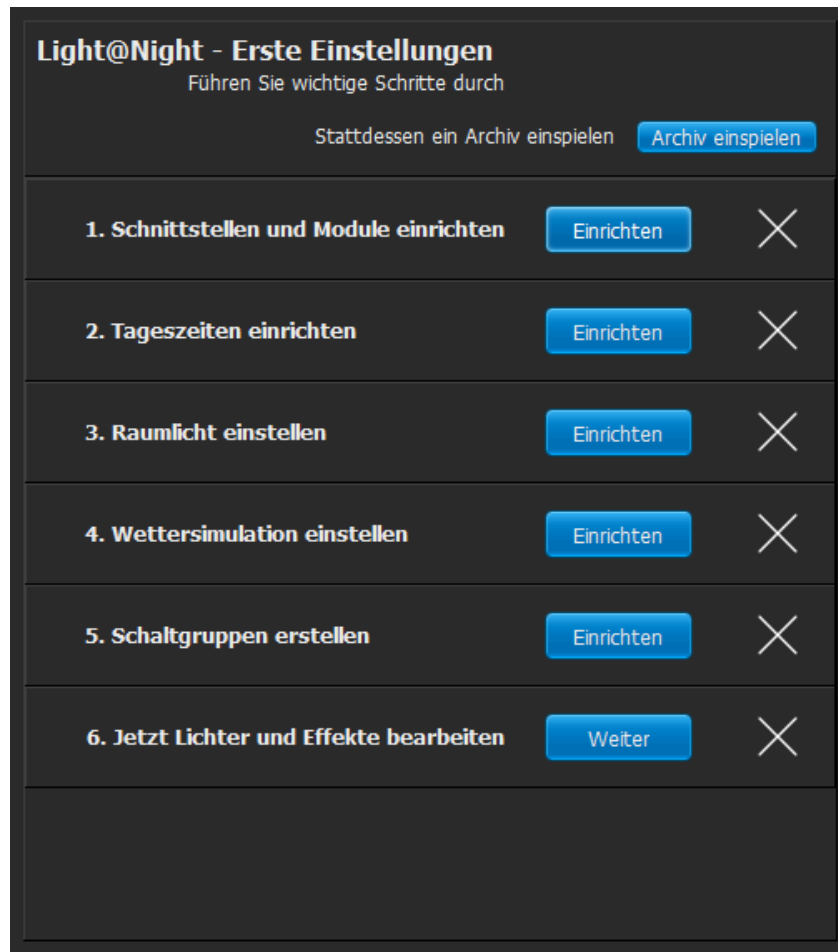 Light@Night - Erste Einstellungen
Führen Sie wichtige Schritte durch
Stattdessen ein Archiv einspielen Archiv einspielen
1. Schnittstellen und Module einrichten Einrichten
2. Tageszeiten einrichten Einrichten
3. Raumlicht einstellen Einrichten
4. Wettersimulation einstellen Einrichten
5. Schaltgruppen erstellen Einrichten
6. Jetzt Lichter und Effekte bearbeiten Weiter